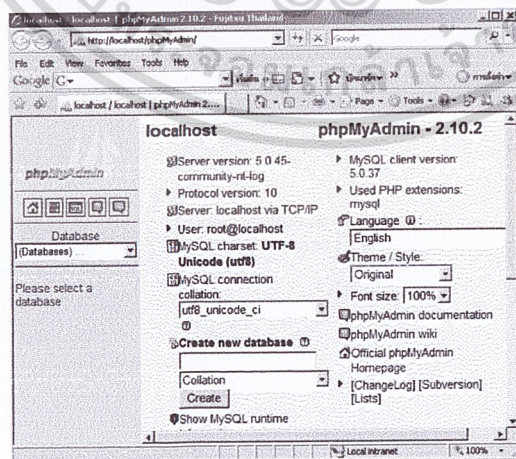 localhost / localhost | phpMyAdmin 2.10.2 - Fujitsu Thailand
http://localhost/phpMyAdmin/
Google
File Edit View Favorites Tools Help
Google G
localhost / localhost | phpMyAdmin 2....
Page Tools
phpMyAdmin
Database
(Databases)
Please select a
database
localhost
Server version: 5.0.45-
community-nt-log
Protocol version: 10
Server: localhost via TCP/IP
User: root@localhost
MySQL charset: UTF-8
Unicode (utf8)
MySQL connection
collation:
utf8_unicode_ci
Create new database
Collation
Create
Show MySQL runtime
phpMyAdmin - 2.10.2
MySQL client version:
5.0.37
Used PHP extensions:
mysql
Language :
English
Theme / Style:
Original
Font size: 100%
phpMyAdmin documentation
phpMyAdmin wiki
Official phpMyAdmin
Homepage
[ChangeLog] [Subversion]
[Lists]
Local intranet
100%